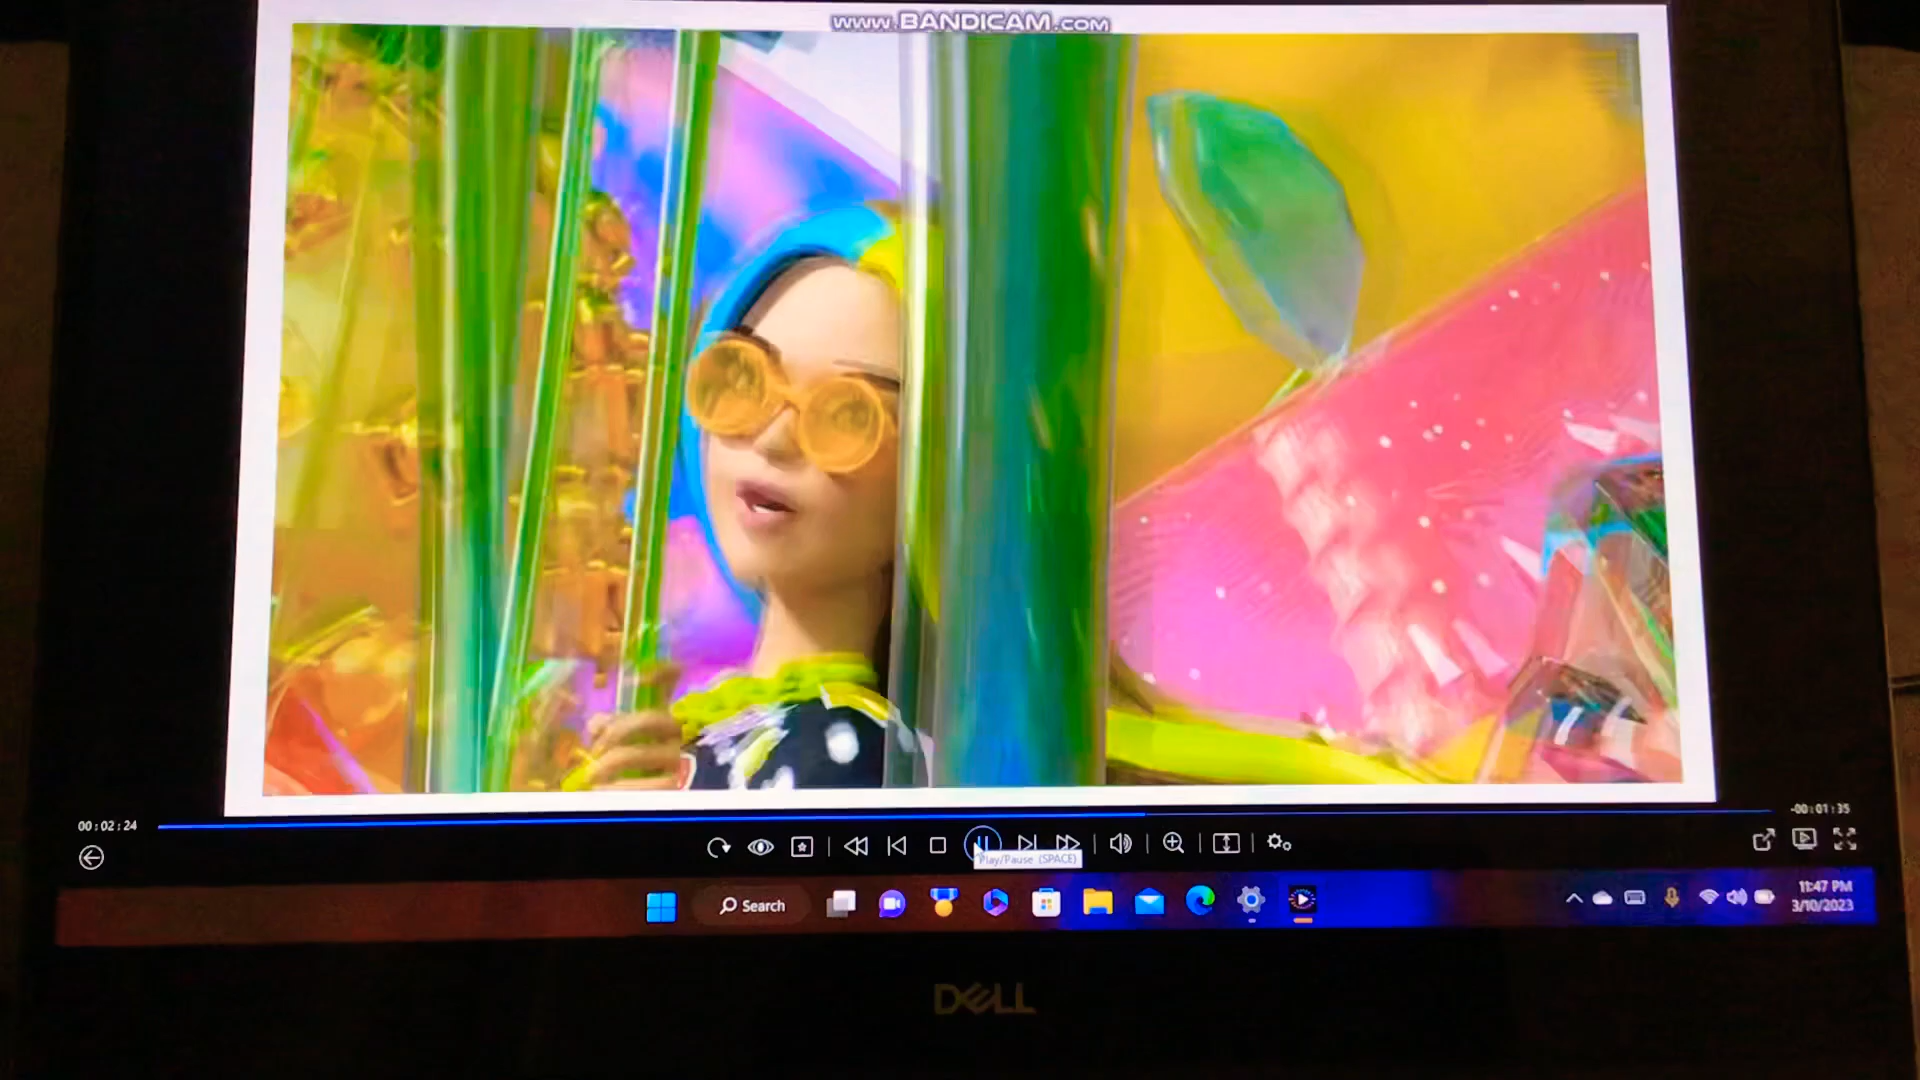 www.BANDICAM.com
00:02:24
-00:01:35
Play/Pause (SPACE)
Search
11:47 PM
3/10/2023
DELL